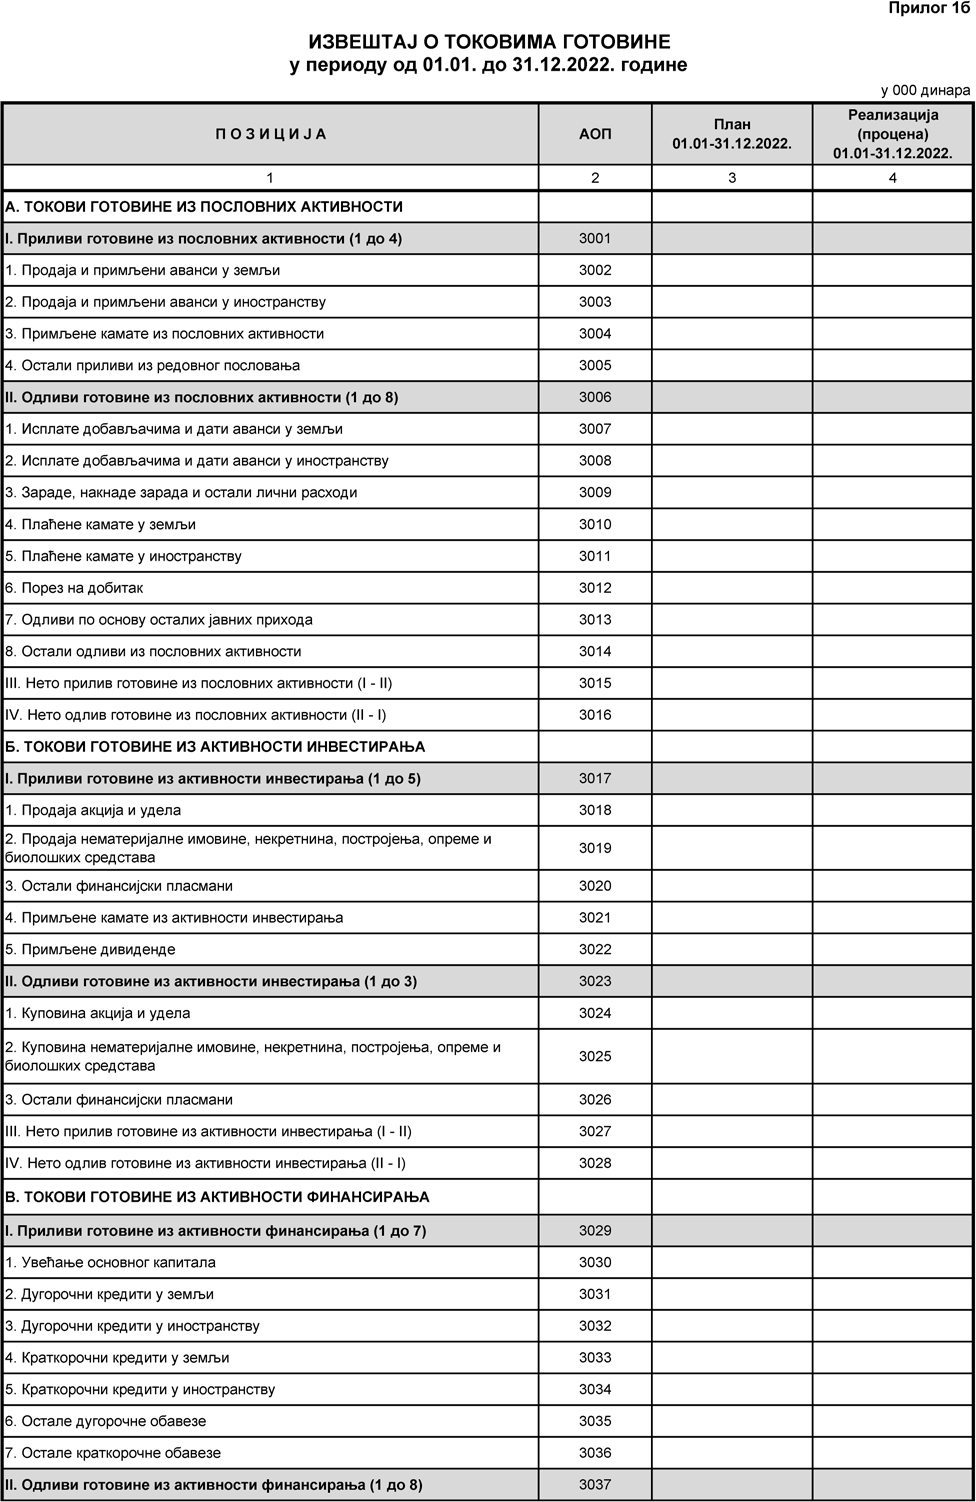 Прилог 1б
ИЗВЕШТАЈ О ТОКОВИМА ГОТОВИНЕ
у периоду од 01.01. до 31.12.2022. године
у 000 динара
П О З И Ц И Ј А АОП План 01.01-31.12.2022. Реализација (процена) 01.01-31.12.2022.
1 2 3 4
А. ТОКОВИ ГОТОВИНЕ ИЗ ПОСЛОВНИХ АКТИВНОСТИ
I. Приливи готовине из пословних активности (1 до 4) 3001
1. Продаја и примљени аванси у земљи 3002
2. Продаја и примљени аванси у иностранству 3003
3. Примљене камате из пословних активности 3004
4. Остали приливи из редовног пословања 3005
II. Одливи готовине из пословних активности (1 до 8) 3006
1. Исплате добављачима и дати аванси у земљи 3007
2. Исплате добављачима и дати аванси у иностранству 3008
3. Зараде, накнаде зарада и остали лични расходи 3009
4. Плаћене камате у земљи 3010
5. Плаћене камате у иностранству 3011
6. Порез на добитак 3012
7. Одливи по основу осталих јавних прихода 3013
8. Остали одливи из пословних активности 3014
III. Нето прилив готовине из пословних активности (I - II) 3015
IV. Нето одлив готовине из пословних активности (II - I) 3016
Б. ТОКОВИ ГОТОВИНЕ ИЗ АКТИВНОСТИ ИНВЕСТИРАЊА
I. Приливи готовине из активности инвестирања (1 до 5) 3017
1. Продаја акција и удела 3018
2. Продаја нематеријалне имовине, некретнина, постројења, опреме и
биолошких средстава 3019
3. Остали финансијски пласмани 3020
4. Примљене камате из активности инвестирања 3021
5. Примљене дивиденде 3022
II. Одливи готовине из активности инвестирања (1 до 3) 3023
1. Куповина акција и удела 3024
2. Куповина нематеријалне имовине, некретнина, постројења, опреме и
биолошких средстава 3025
3. Остали финансијски пласмани 3026
III. Нето прилив готовине из активности инвестирања (I - II) 3027
IV. Нето одлив готовине из активности инвестирања (II - I) 3028
В. ТОКОВИ ГОТОВИНЕ ИЗ АКТИВНОСТИ ФИНАНСИРАЊА
I. Приливи готовине из активности финансирања (1 до 7) 3029
1. Увећање основног капитала 3030
2. Дугорочни кредити у земљи 3031
3. Дугорочни кредити у иностранству 3032
4. Краткорочни кредити у земљи 3033
5. Краткорочни кредити у иностранству 3034
6. Остале дугорочне обавезе 3035
7. Остале краткорочне обавезе 3036
II. Одливи готовине из активности финансирања (1 до 8) 3037